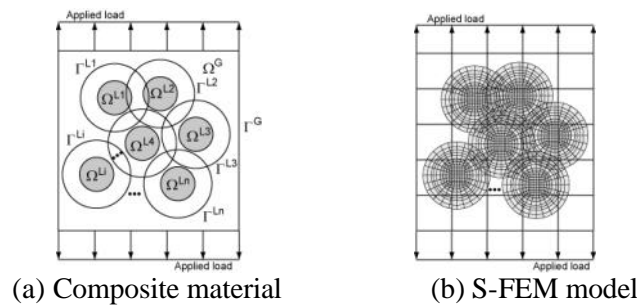 Applied load
Applied load
Γ^L1
Ω^G
Γ^L2
Ω^L1
Ω^L2
Γ^Li
Γ^G
Ω^L4
Ω^L3
...
Γ^L3
Ω^Li
Ω^Ln
...
...
Γ^Ln
Applied load
Applied load
(a) Composite material
(b) S-FEM model